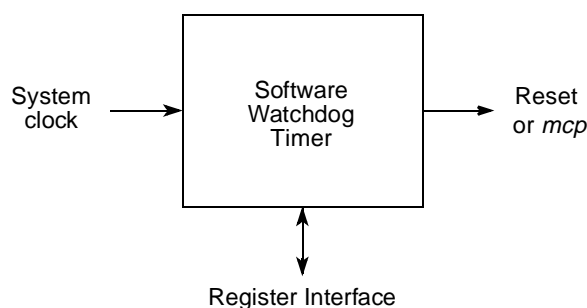 System
clock
Software
Watchdog
Timer
Reset
or mcp
Register Interface